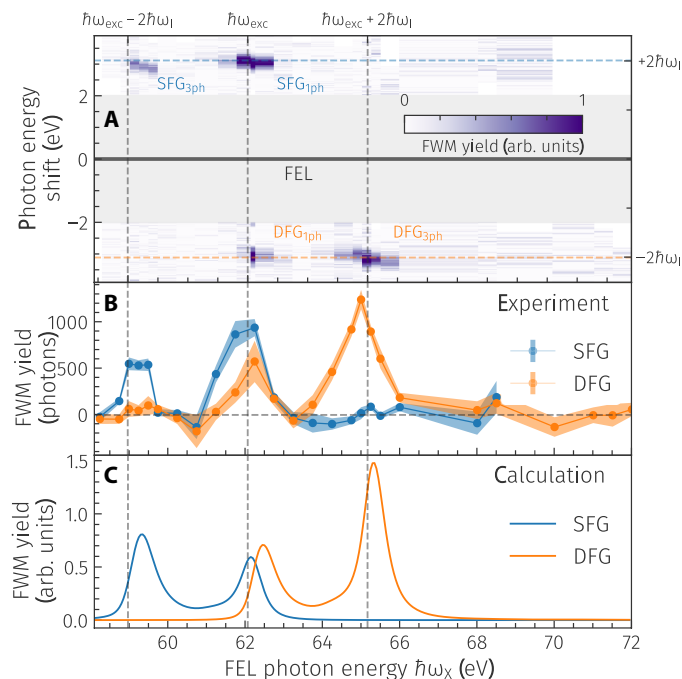 ħω_exc − 2ħω_I ħω_exc ħω_exc + 2ħω_I
A
Photon energy shift (eV)
2
−2
SFG_3ph SFG_1ph
+2ħω_I
0 1
FWM yield (arb. units)
FEL
DFG_1ph DFG_3ph
−2ħω_I
B
Experiment
FWM yield
(photons)
1000
500
0
SFG
DFG
C
Calculation
FWM yield
(arb. units)
1.5
1.0
0.5
0.0
SFG
DFG
60 62 64 66 68 70 72
FEL photon energy ħω_X (eV)